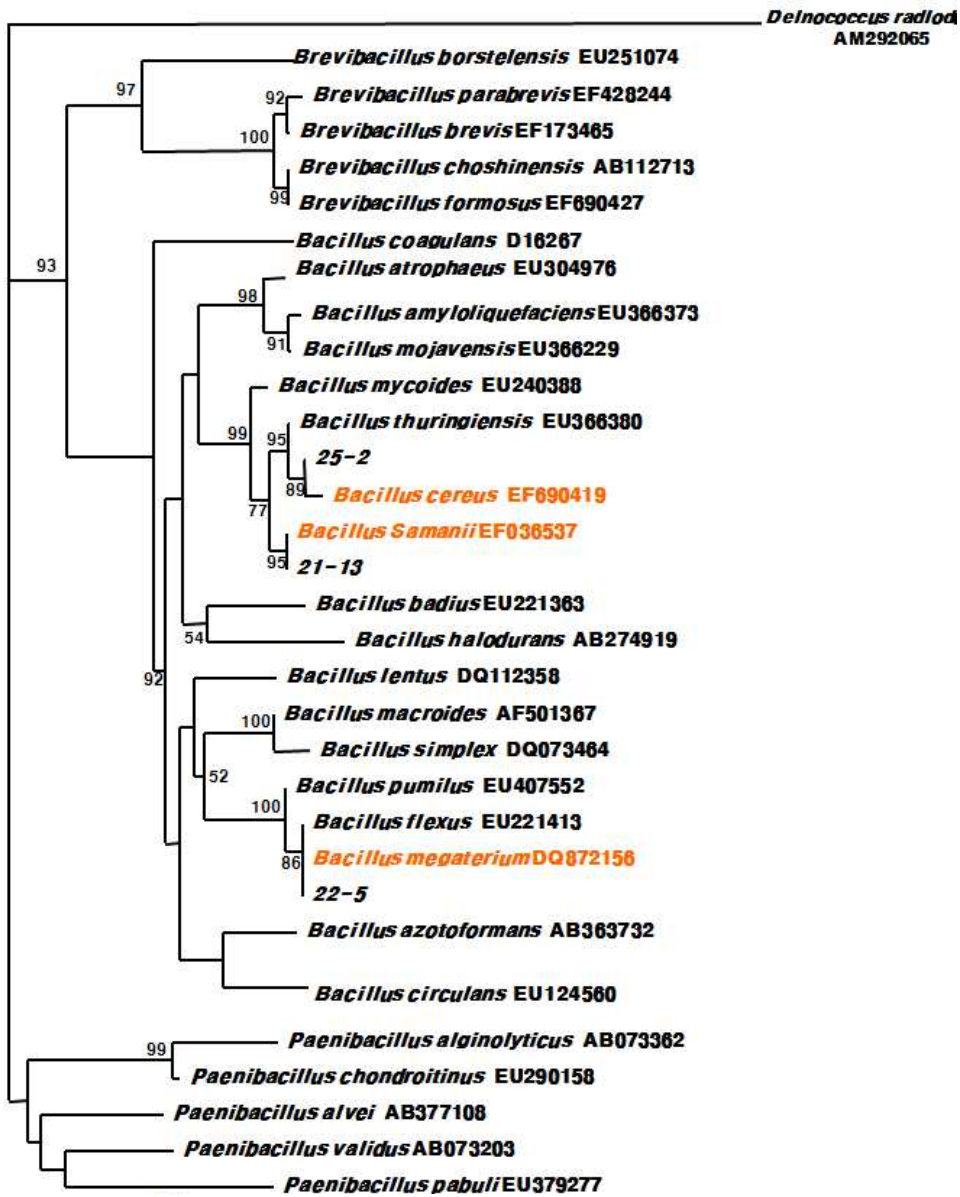 Deinococcus radiod
AM292065
Brevibacillus borstelensis EU251074
97
92
Brevibacillus parabrevis EF428244
Brevibacillus brevis EF173465
100
Brevibacillus choshinensis AB112713
99
Brevibacillus formosus EF690427
Bacillus coagulans D16267
93
Bacillus atrophaeus EU304976
98
Bacillus amyloliquefaciens EU366373
91
Bacillus mojavensis EU366229
Bacillus mycoides EU240388
Bacillus thuringiensis EU366380
99
95
25-2
89
Bacillus cereus EF690419
77
Bacillus Samanii EF036537
95
21-13
Bacillus badius EU221363
54
Bacillus halodurans AB274919
92
Bacillus lentus DQ112358
100
Bacillus macroides AF501367
Bacillus simplex DQ073464
52
Bacillus pumilus EU407552
100
Bacillus flexus EU221413
86
Bacillus megaterium DQ872156
22-5
Bacillus azotoformans AB363732
Bacillus circulans EU124560
Paenibacillus alginolyticus AB073362
99
Paenibacillus chondroitinus EU290158
Paenibacillus alvei AB377108
Paenibacillus validus AB073203
Paenibacillus pabuli EU379277